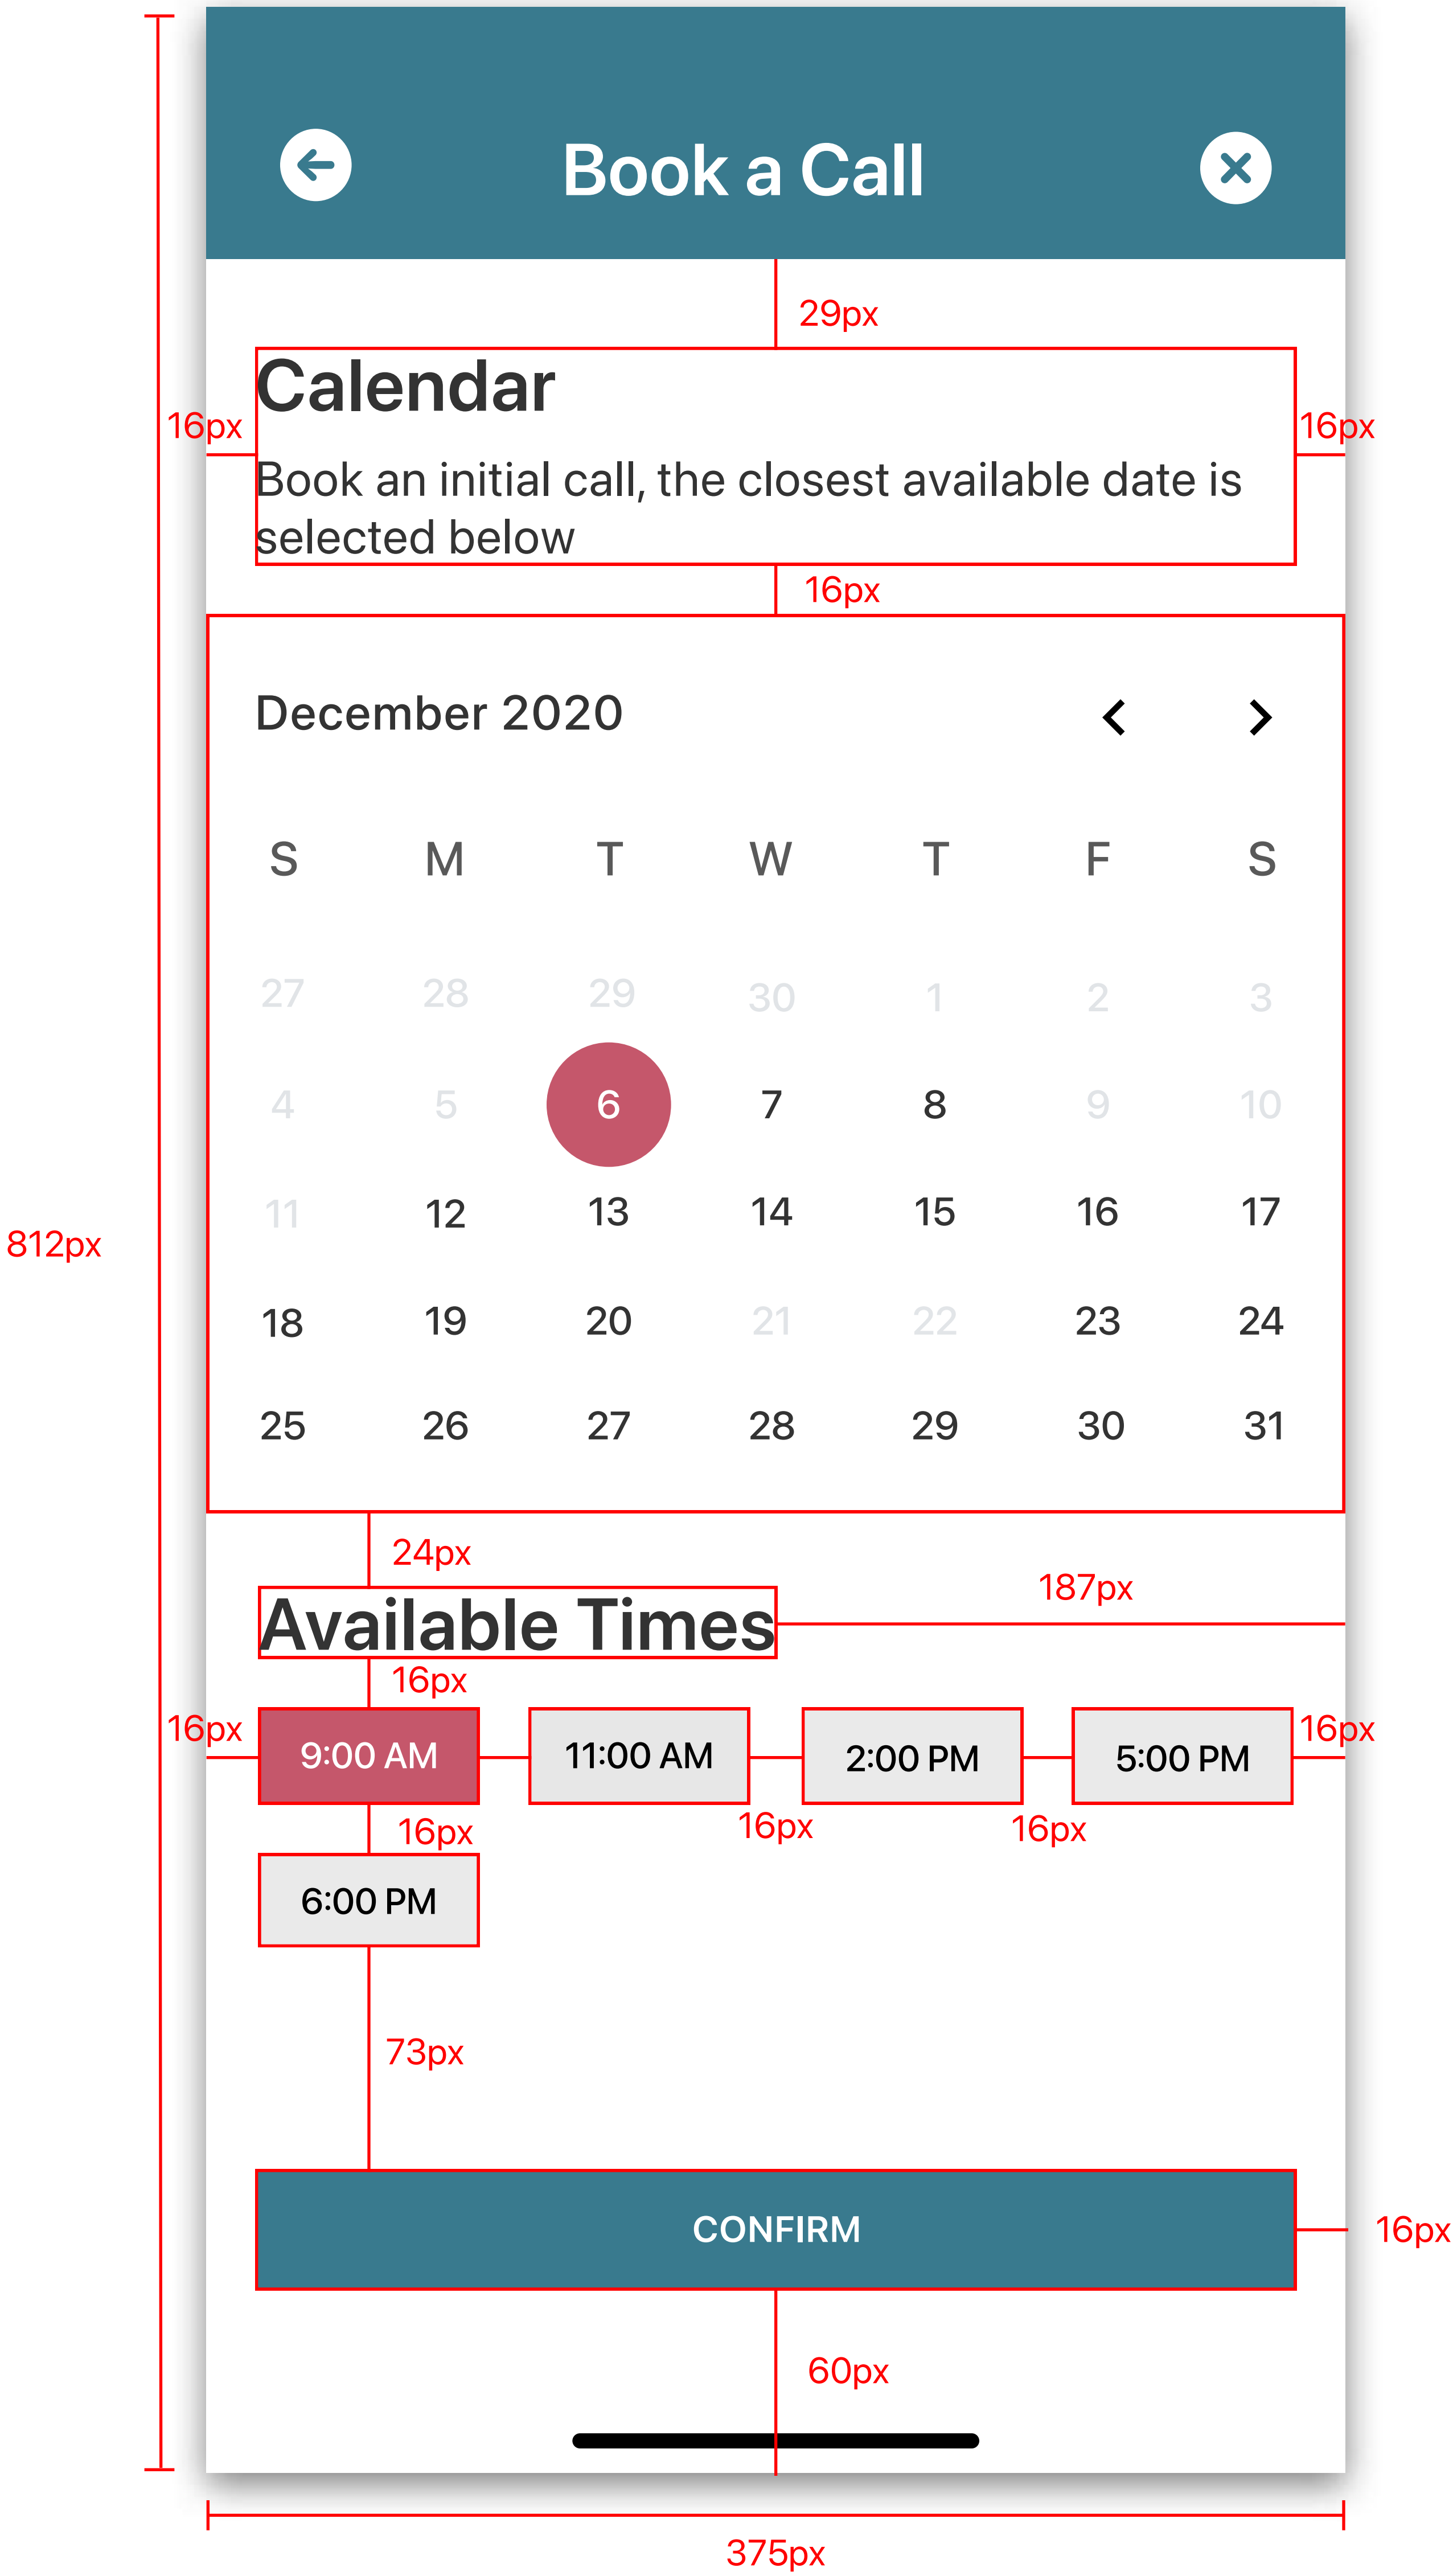 Book a Call
29px
Calendar
16px
16px
Book an initial call, the closest available date is
selected below
16px
December 2020
S M T W T F S
27 28 29 30 1 2 3
4 5 6 7 8 9 10
11 12 13 14 15 16 17
812px
18 19 20 21 22 23 24
25 26 27 28 29 30 31
24px
187px
Available Times
16px
16px
16px
9:00 AM 11:00 AM 2:00 PM 5:00 PM
16px 16px 16px
6:00 PM
73px
CONFIRM
16px
60px
375px